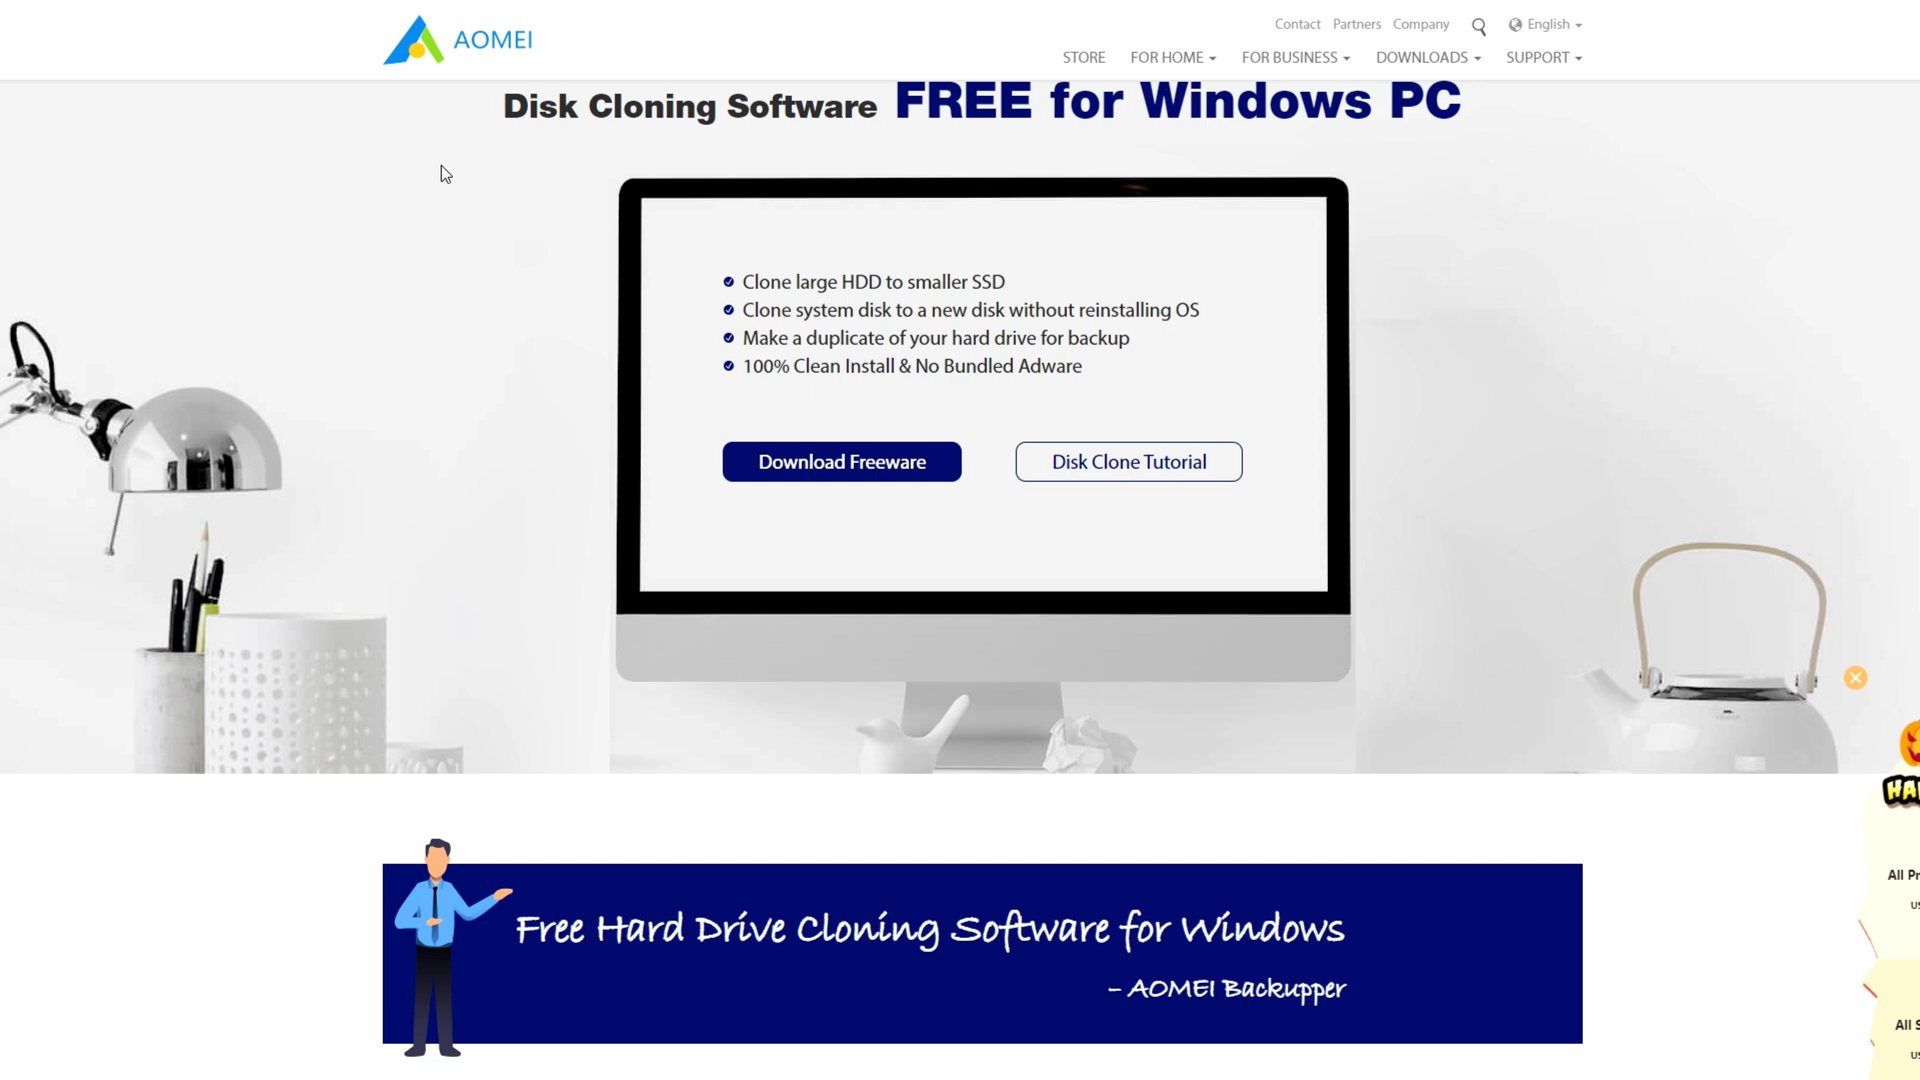 AOMEI
Contact Partners Company English
STORE FOR HOME FOR BUSINESS DOWNLOADS SUPPORT
Disk Cloning Software FREE for Windows PC
Clone large HDD to smaller SSD
Clone system disk to a new disk without reinstalling OS
Make a duplicate of your hard drive for backup
100% Clean Install & No Bundled Adware
Download Freeware Disk Clone Tutorial
Free Hard Drive Cloning Software for Windows
– AOMEI Backupper
All
All